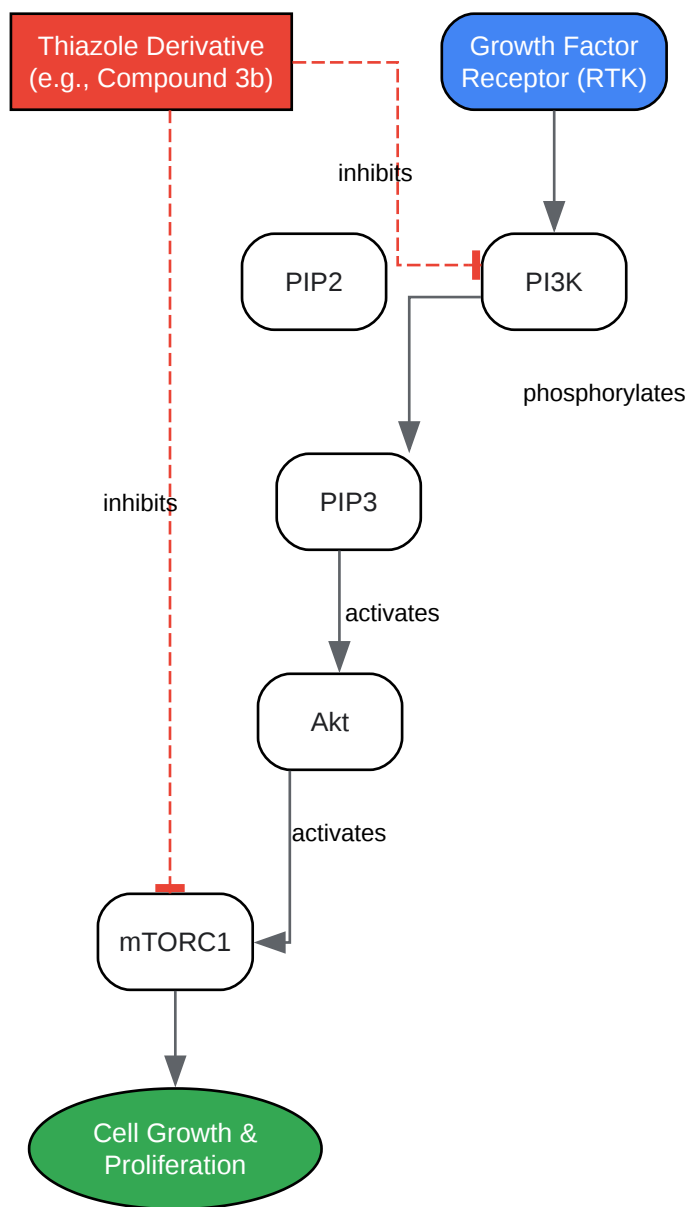 Thiazole Derivative
(e.g., Compound 3b)
Growth Factor
Receptor (RTK)
inhibits
PIP2
PI3K
phosphorylates
PIP3
inhibits
activates
Akt
activates
mTORC1
Cell Growth &
Proliferation